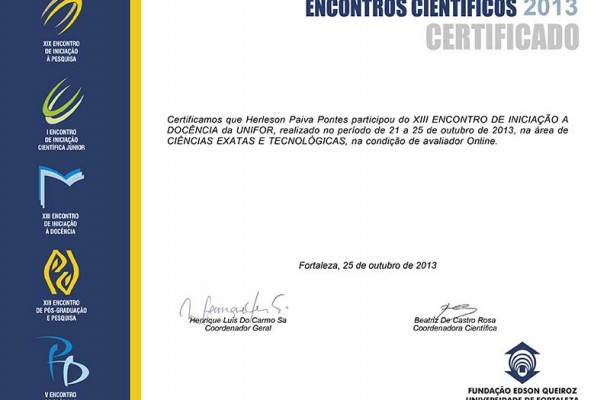 ENCONTROS CIENTÍFICOS 2013
CERTIFICADO
XIX ENCONTRO
DE INICIAÇÃO
À PESQUISA
I ENCONTRO
DE INICIAÇÃO
CIENTÍFICA JÚNIOR
XIII ENCONTRO
DE INICIAÇÃO
À DOCÊNCIA
XIII ENCONTRO
DE PÓS-GRADUAÇÃO
E PESQUISA
V ENCONTRO
Certificamos que Herleson Paiva Pontes participou do XIII ENCONTRO DE INICIAÇÃO A
DOCÊNCIA da UNIFOR, realizado no período de 21 a 25 de outubro de 2013, na área de
CIÊNCIAS EXATAS E TECNOLÓGICAS, na condição de avaliador Online.
Fortaleza, 25 de outubro de 2013
Henrique Luis Do Carmo Sa
Coordenador Geral
Beatriz De Castro Rosa
Coordenadora Científica
FUNDAÇÃO EDSON QUEIROZ
UNIVERSIDADE DE FORTALEZA